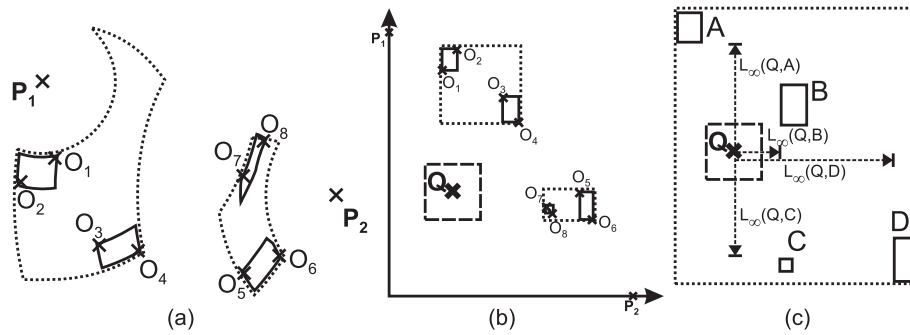 P₁
O₁
O₂
O₃
O₄
O₇
O₈
P₂
O₅
O₆
(a)
P₁
O₂
O₁
O₃
O₄
Q
O₅
O₇
O₈
O₆
P₂
(b)
A
L∞(Q,A)
B
Q
L∞(Q,B)
L∞(Q,D)
L∞(Q,C)
C
D
(c)